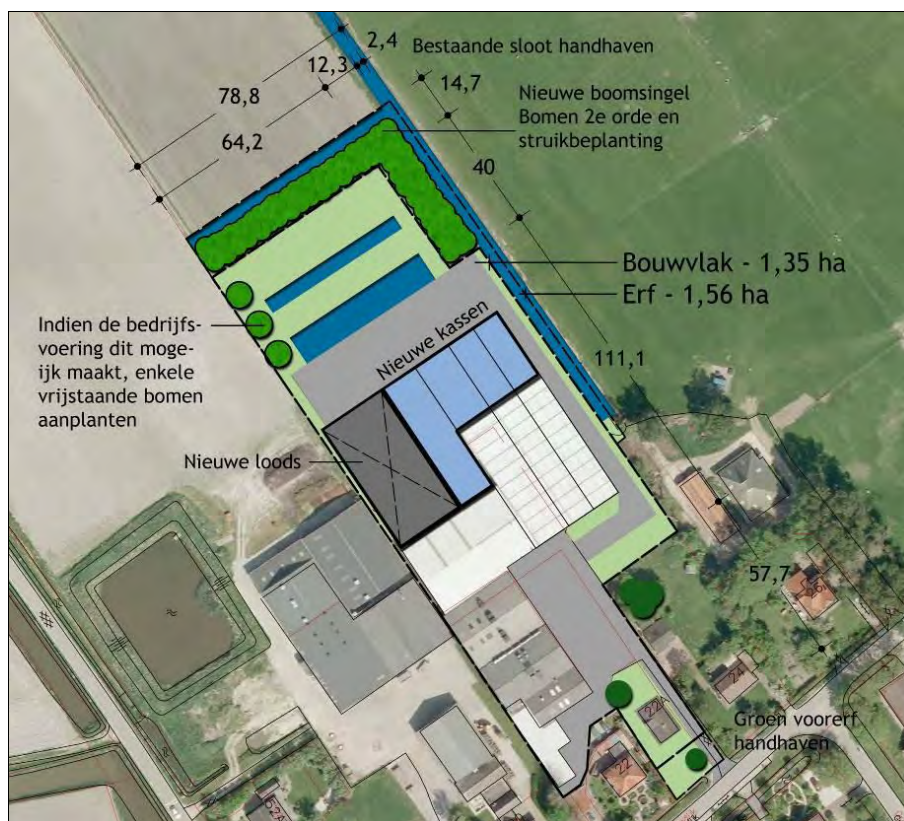 2,4
Bestaande sloot handhaven
12,3
14,7
78,8
Nieuwe boomsingel
Bomen 2e orde en
struikbeplanting
64,2
40
Bouwvlak - 1,35 ha
Erf - 1,56 ha
Indien de bedrijfs-
voering dit moge-
ijk maakt, enkele
vrijstaande bomen
aanplanten
Nieuwe kassen
111,1
Nieuwe loods
57,7
24
22A
Groen voorerf
handhaven
22